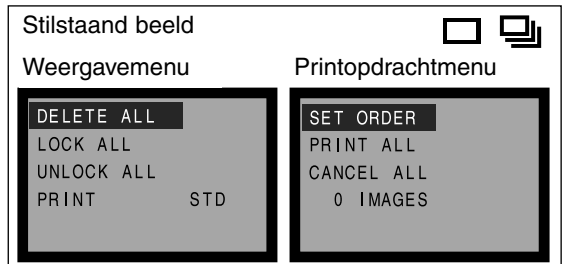 Stilstaand beeld
Weergavemenu
Printopdrachtmenu
DELETE ALL
LOCK ALL
UNLOCK ALL
PRINT STD
SET ORDER
PRINT ALL
CANCEL ALL
0 IMAGES